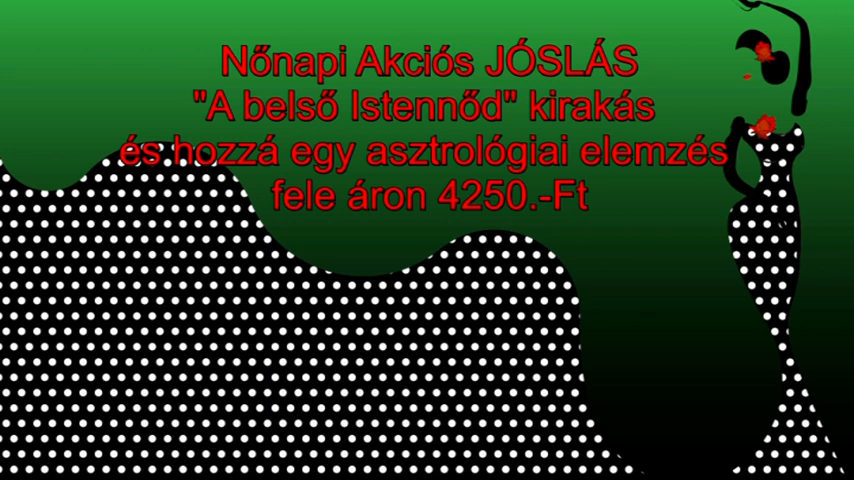 Nőnapi Akciós JÓSLÁS
"A belső Istennőd" kirakás
és hozzá egy asztrológiai elemzés
fele áron 4250.-Ft